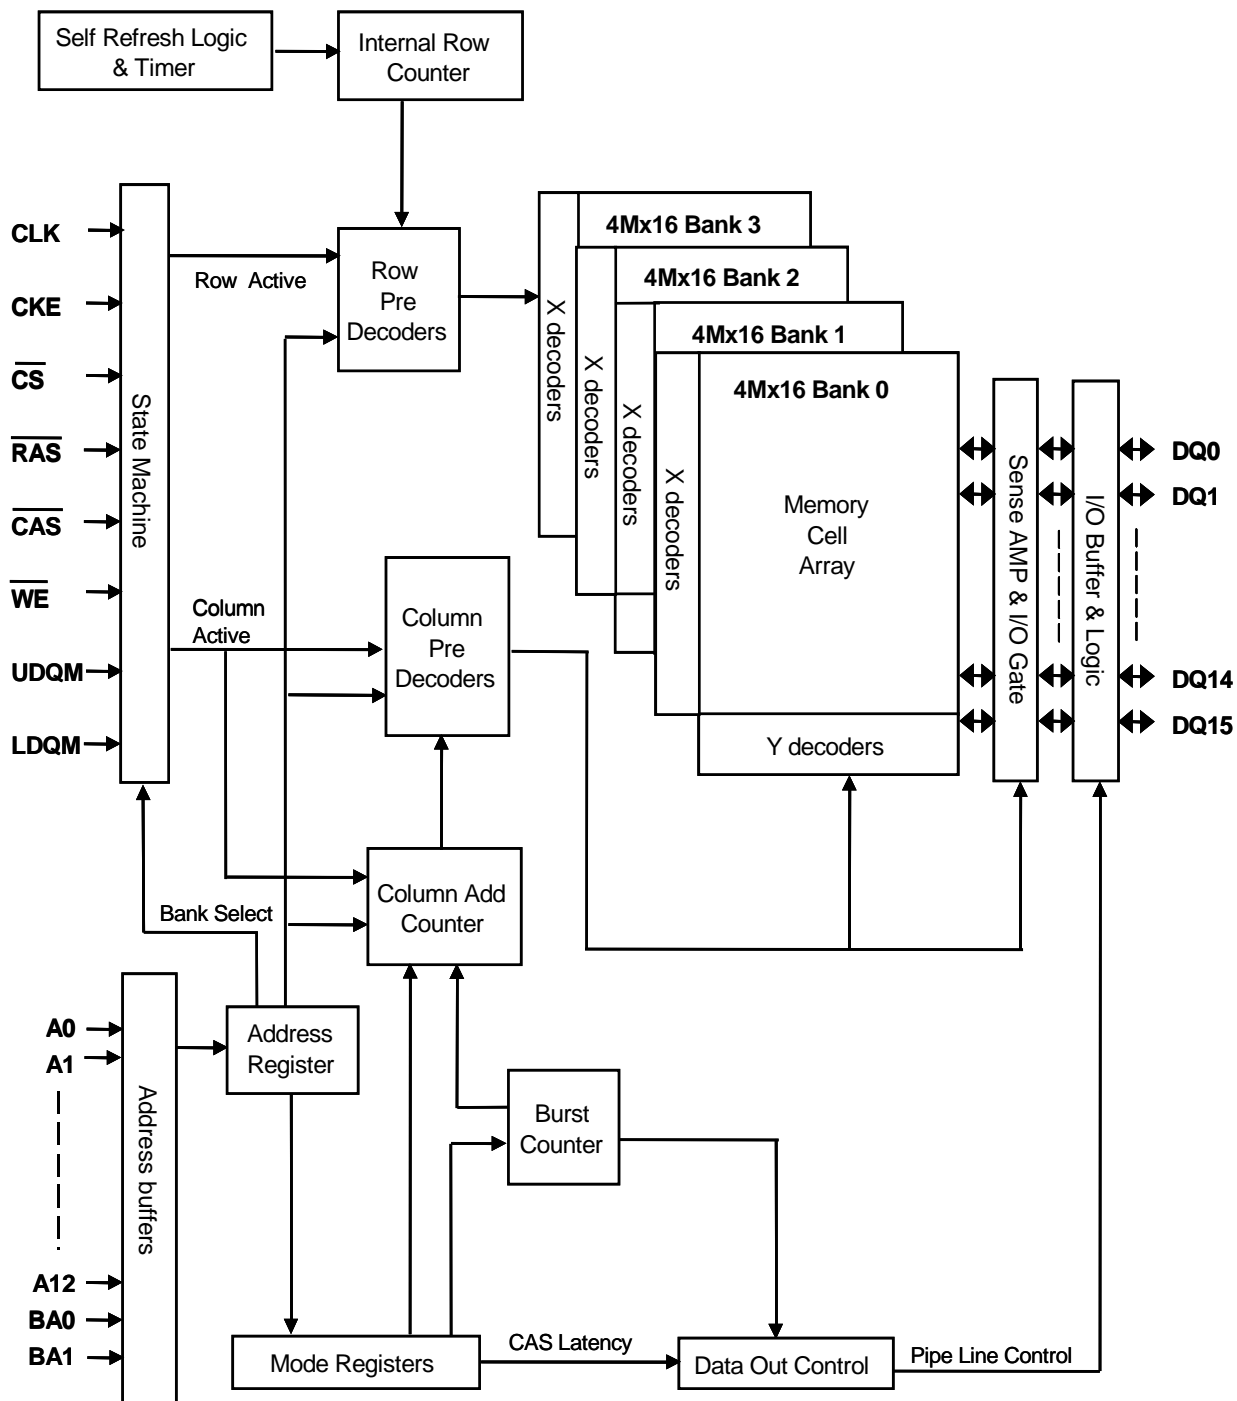 Self Refresh Logic
& Timer
Internal Row
Counter
CLK
CKE
CS
RAS
CAS
WE
UDQM
LDQM
State Machine
Row Active
Row
Pre
Decoders
Column
Active
Column
Pre
Decoders
X decoders
4Mx16 Bank 3
X decoders
4Mx16 Bank 2
X decoders
4Mx16 Bank 1
X decoders
4Mx16 Bank 0
Memory
Cell
Array
Y decoders
Sense AMP & I/O Gate
I/O Buffer & Logic
DQ0
DQ1
DQ14
DQ15
Bank Select
Column Add
Counter
A0
A1
A12
BA0
BA1
Address buffers
Address
Register
Burst
Counter
Mode Registers
CAS Latency
Data Out Control
Pipe Line Control